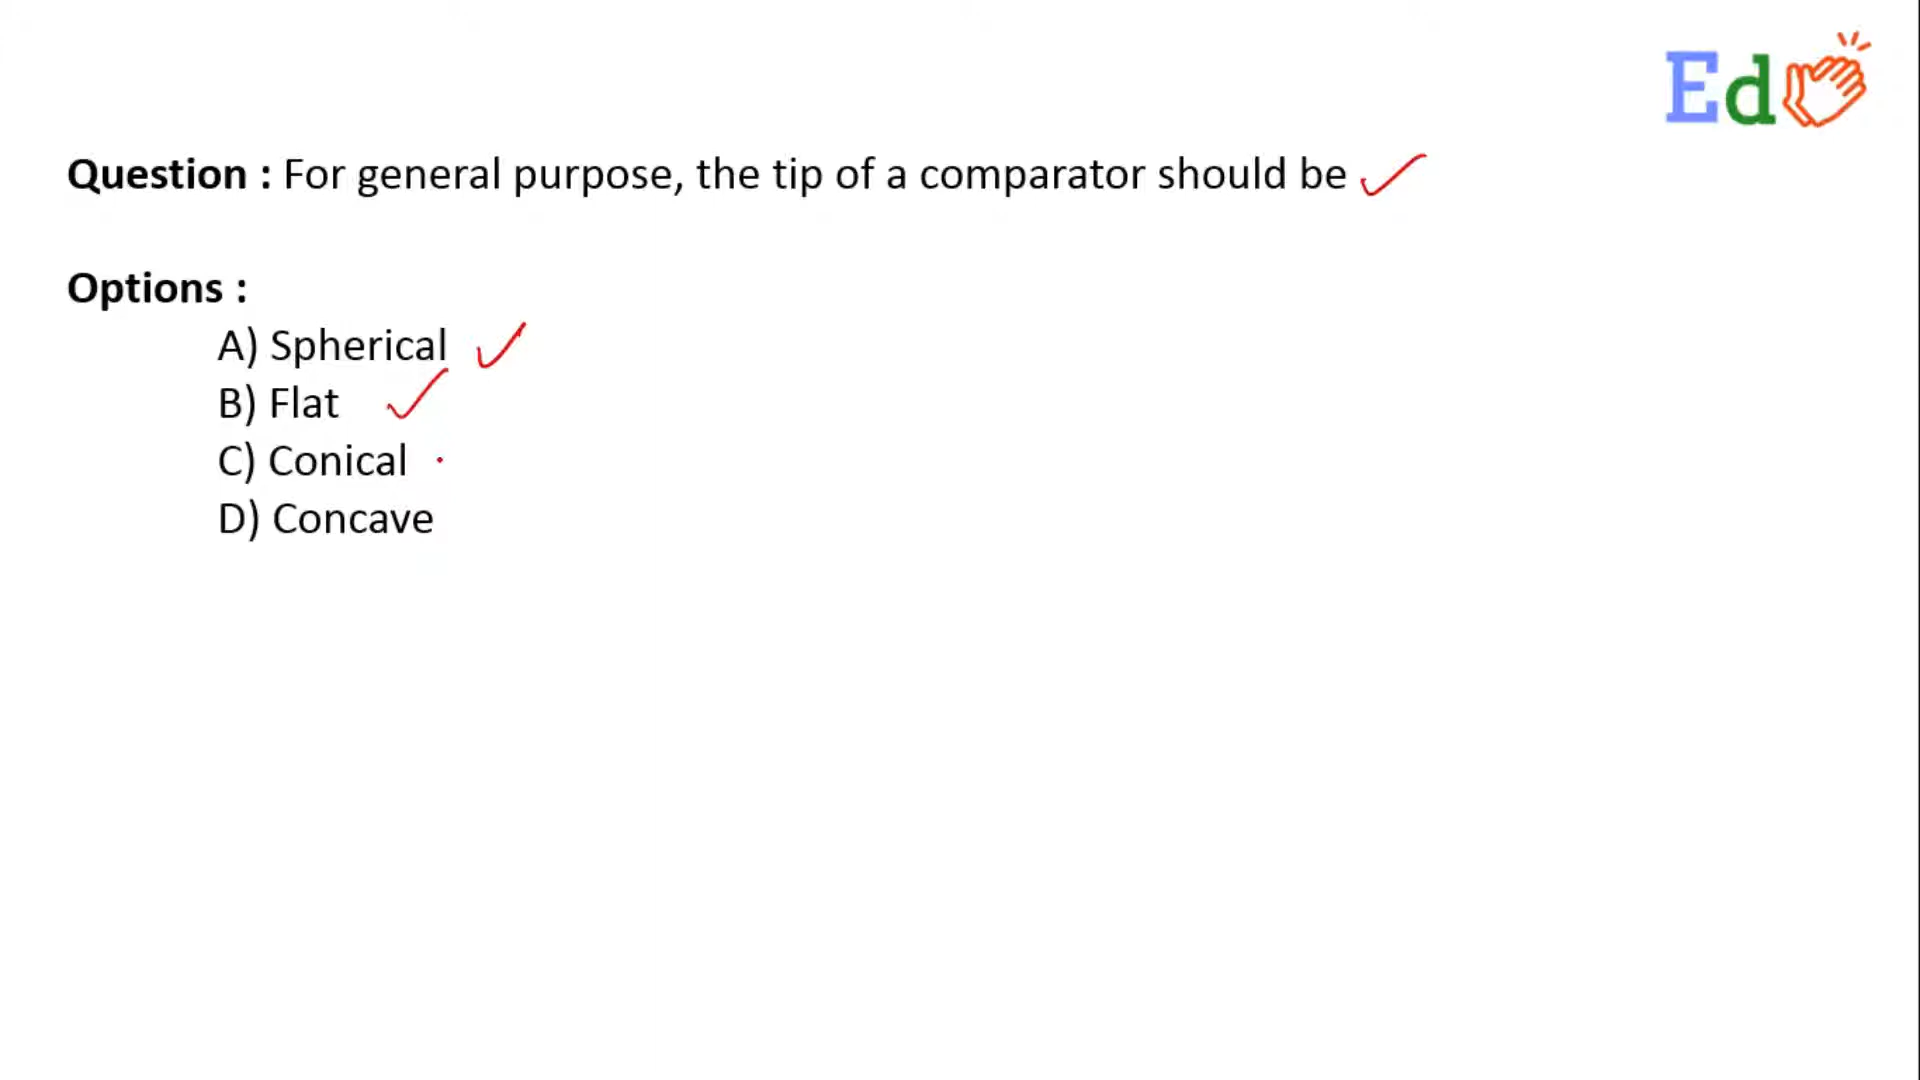 Ed
Question : For general purpose, the tip of a comparator should be
Options :
A) Spherical
B) Flat
C) Conical
D) Concave